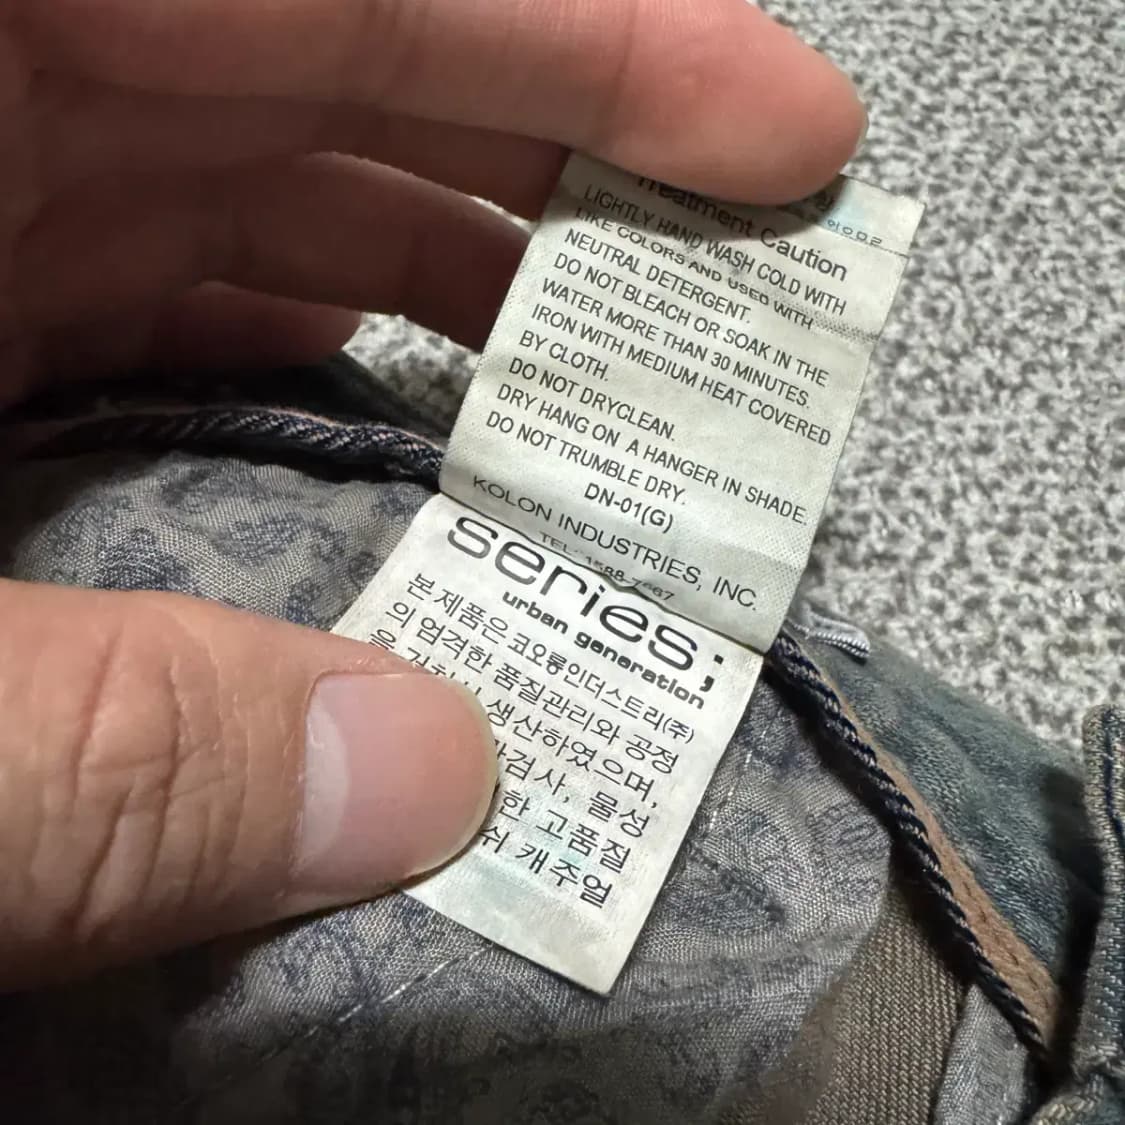 Treatment Caution
LIGHTLY HAND WASH COLD WITH
LIKE COLORS AND USED WITH
NEUTRAL DETERGENT.
DO NOT BLEACH OR SOAK IN THE
WATER MORE THAN 30 MINUTES.
IRON WITH MEDIUM HEAT COVERED
BY CLOTH.
DO NOT DRYCLEAN.
DRY HANG ON A HANGER IN SHADE.
DO NOT TRUMBLE DRY.
DN-01(G)
KOLON INDUSTRIES, INC.
TEL:
series;
urban generation
본 제품은 코오롱인더스트리(주)
의 엄격한 품질관리와 공정
생산하였으며,
물성
한 고품질
캐주얼